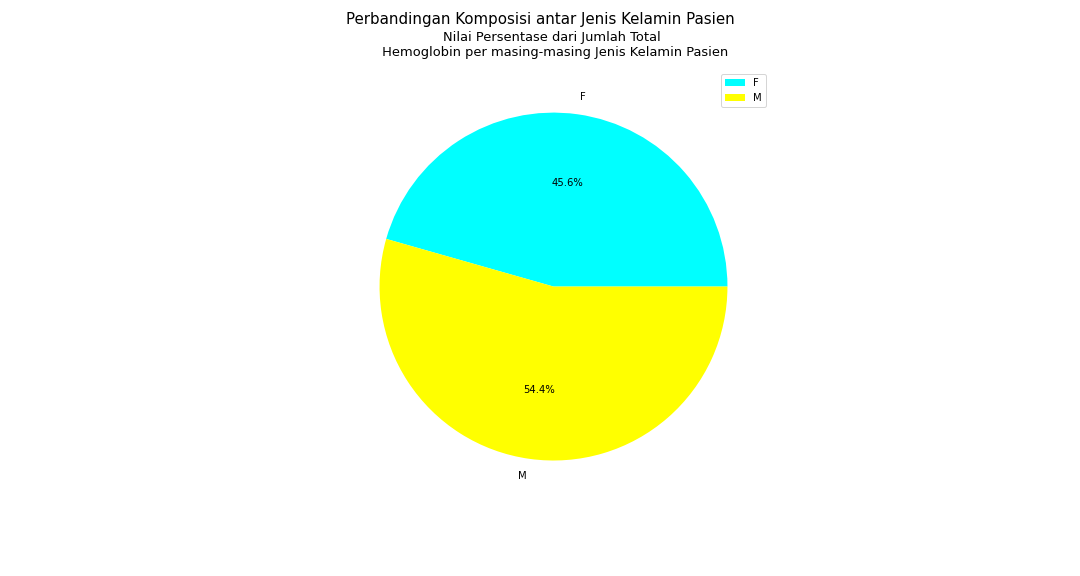 Perbandingan Komposisi antar Jenis Kelamin Pasien
Nilai Persentase dari Jumlah Total
Hemoglobin per masing-masing Jenis Kelamin Pasien
F
M
F
45.6%
54.4%
M